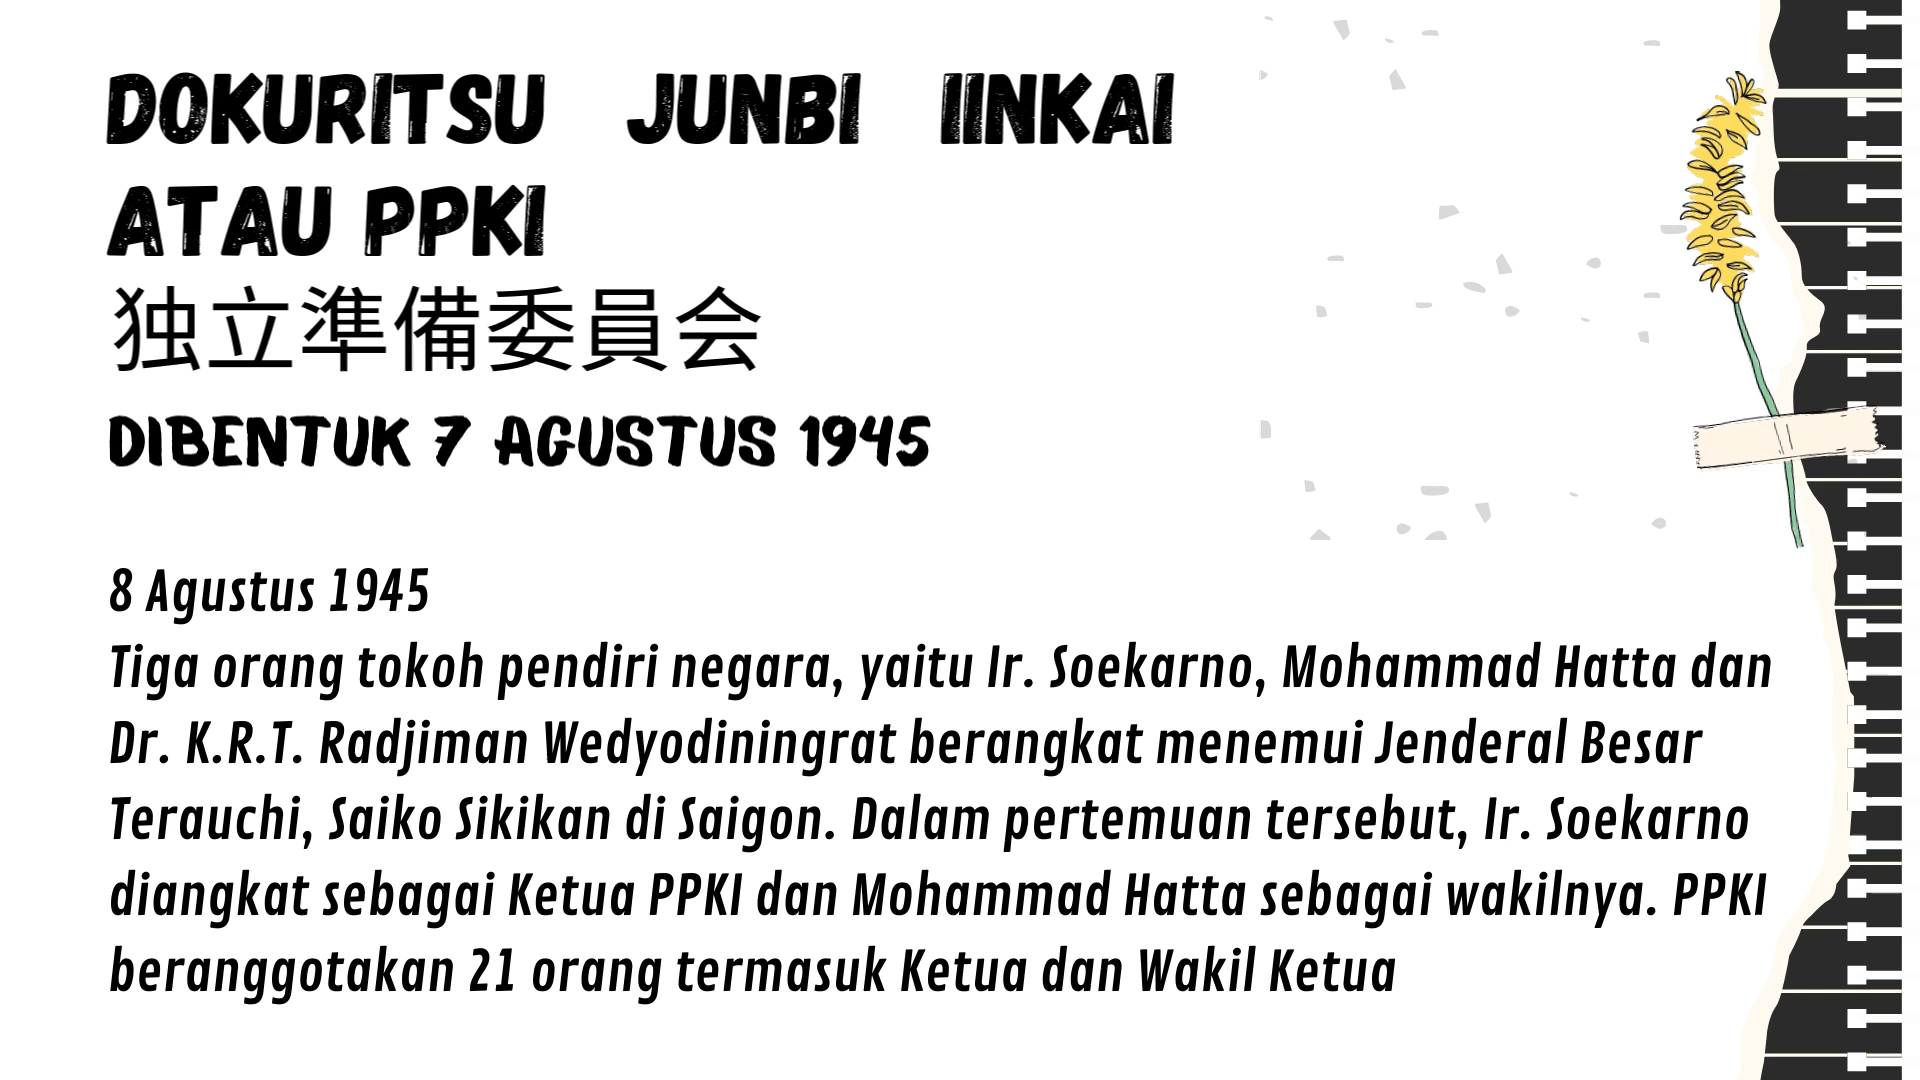 DOKURITSU JUNBI IINKAI
ATAU PPKI
独立準備委員会
DIBENTUK 7 AGUSTUS 1945
8 Agustus 1945
Tiga orang tokoh pendiri negara, yaitu Ir. Soekarno, Mohammad Hatta dan
Dr. K.R.T. Radjiman Wedyodiningrat berangkat menemui Jenderal Besar
Terauchi, Saiko Sikikan di Saigon. Dalam pertemuan tersebut, Ir. Soekarno
diangkat sebagai Ketua PPKI dan Mohammad Hatta sebagai wakilnya. PPKI
beranggotakan 21 orang termasuk Ketua dan Wakil Ketua